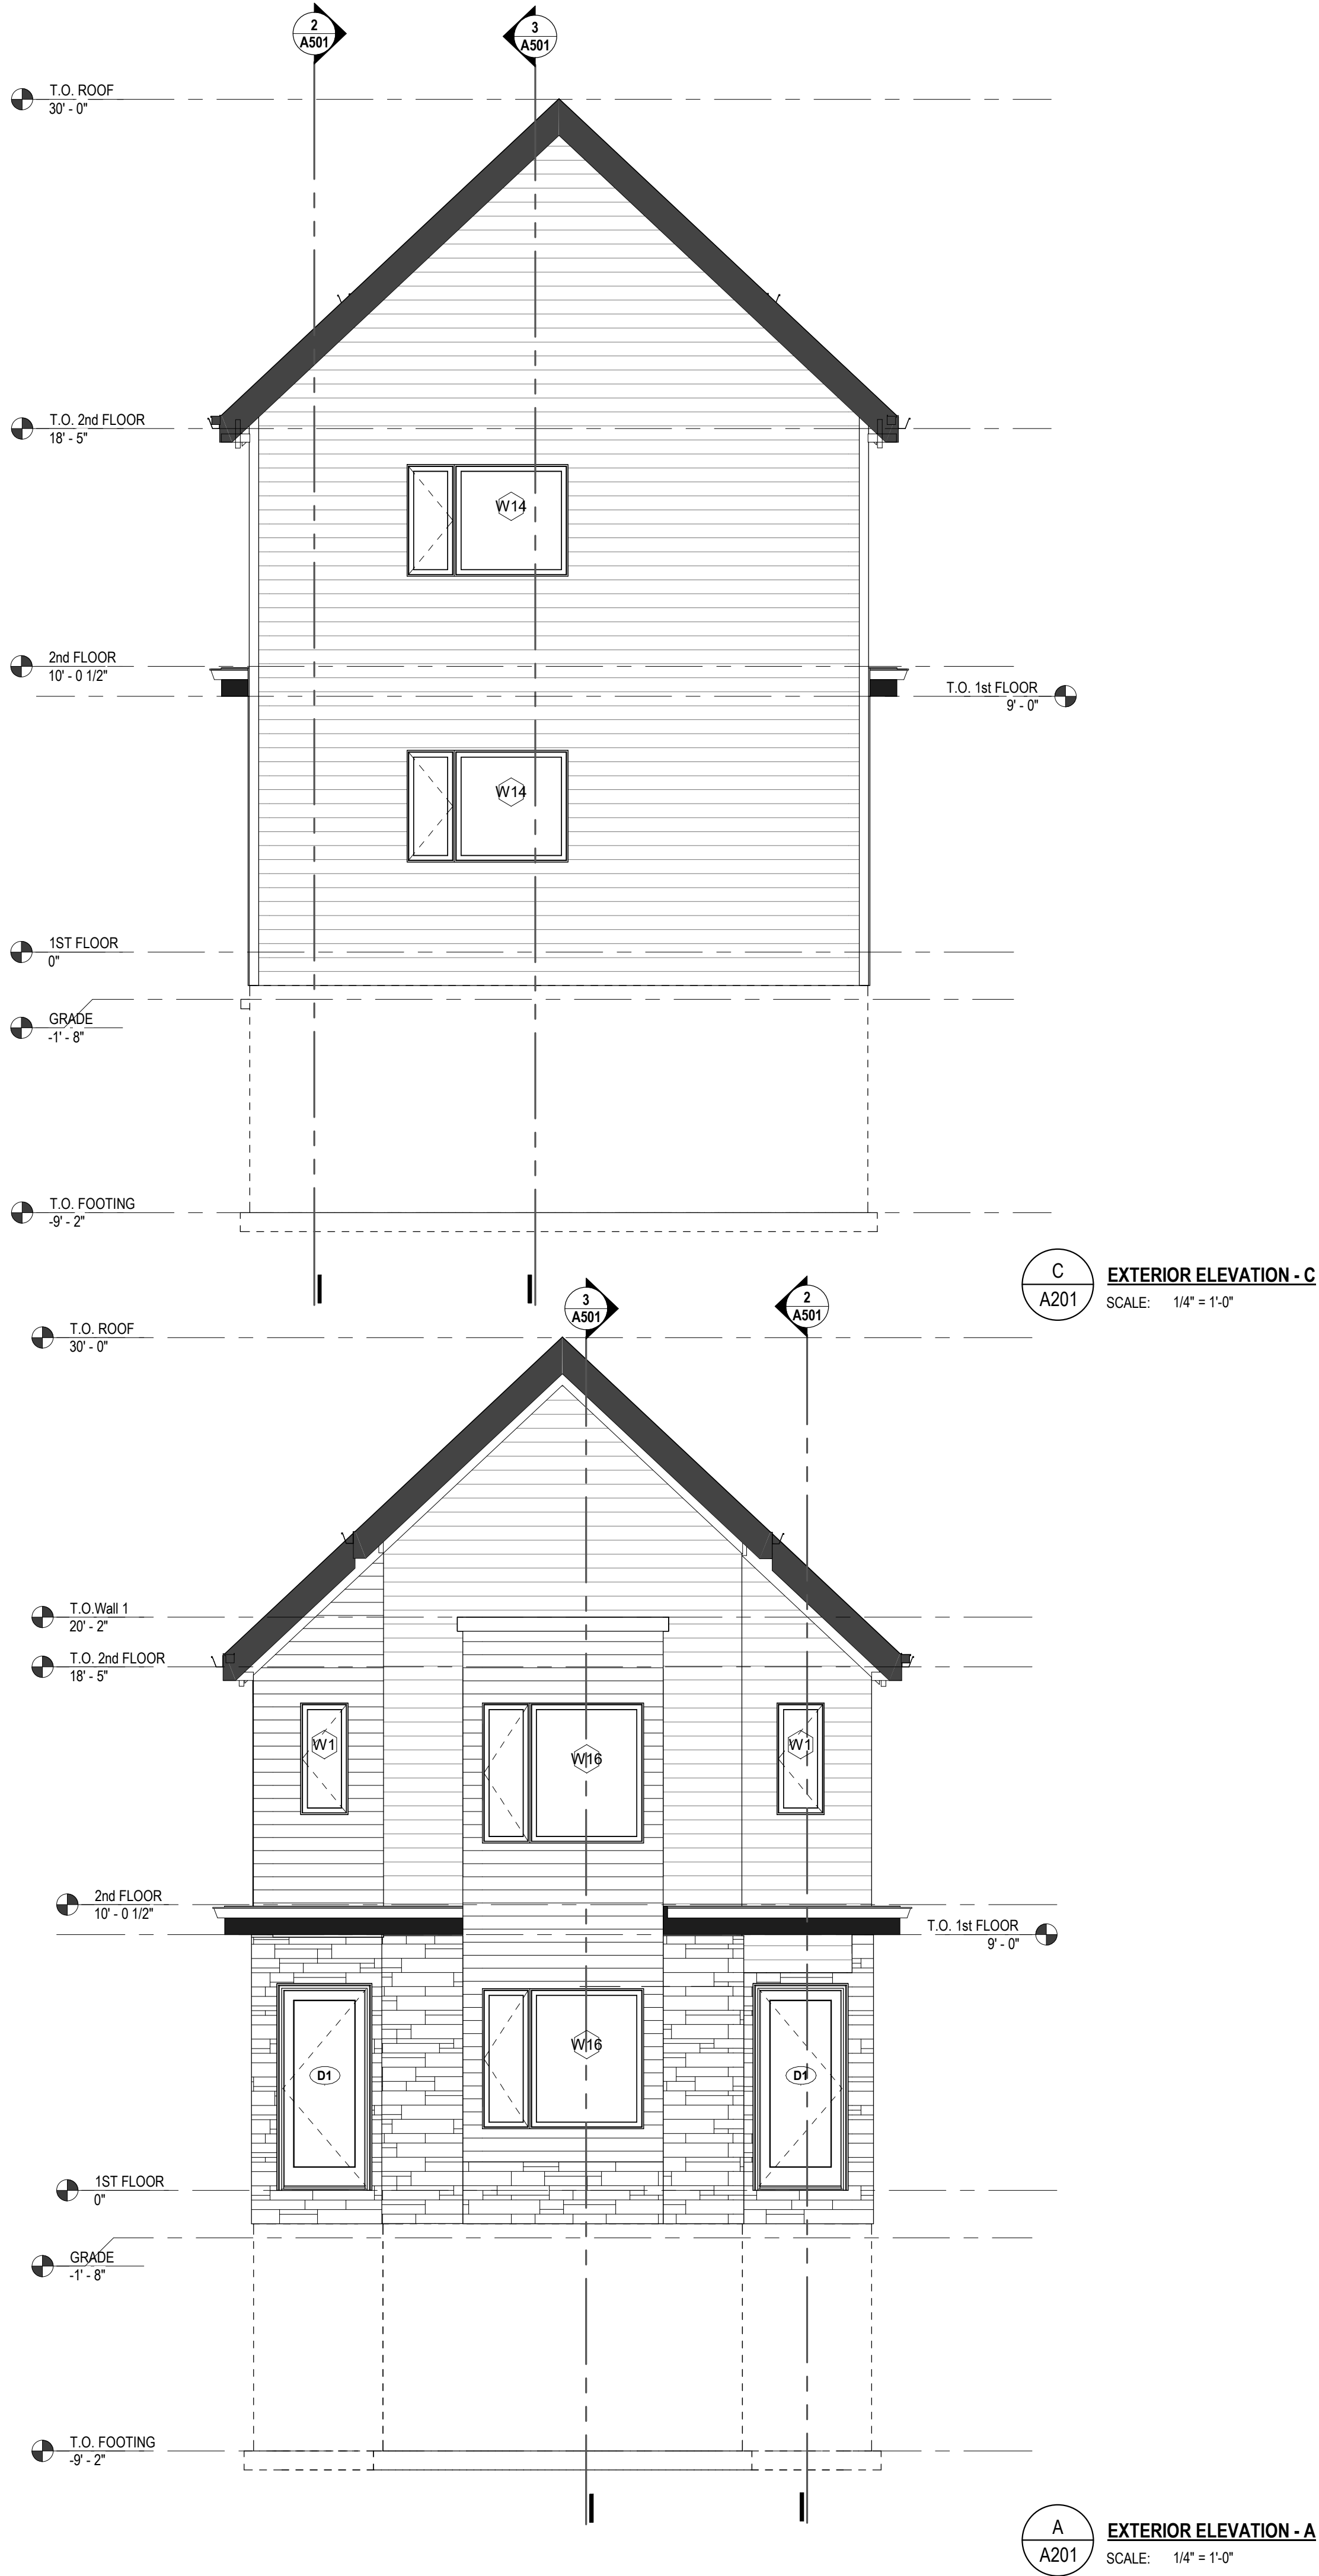 2
A501
3
A501
T.O. ROOF
30' - 0"
T.O. 2nd FLOOR
18' - 5"
W14
2nd FLOOR
10' - 0 1/2"
T.O. 1st FLOOR
9' - 0"
W14
1ST FLOOR
0"
GRADE
-1' - 8"
T.O. FOOTING
-9' - 2"
C
A201
EXTERIOR ELEVATION - C
SCALE: 1/4" = 1'-0"
3
A501
2
A501
T.O. ROOF
30' - 0"
T.O.Wall 1
20' - 2"
T.O. 2nd FLOOR
18' - 5"
W1
W16
W1
2nd FLOOR
10' - 0 1/2"
T.O. 1st FLOOR
9' - 0"
W16
D1
D1
1ST FLOOR
0"
GRADE
-1' - 8"
T.O. FOOTING
-9' - 2"
A
A201
EXTERIOR ELEVATION - A
SCALE: 1/4" = 1'-0"